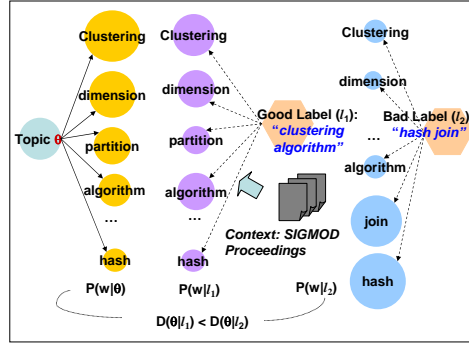 Clustering
dimension
Topic θ
partition
algorithm
...
hash
P(w|θ)
Clustering
dimension
partition
algorithm
...
hash
P(w|l₁)
Good Label (l₁):
“clustering
algorithm”
Context: SIGMOD
Proceedings
Clustering
dimension
...
algorithm
join
hash
P(w|l₂)
Bad Label (l₂)
“hash join”
D(θ|l₁) < D(θ|l₂)